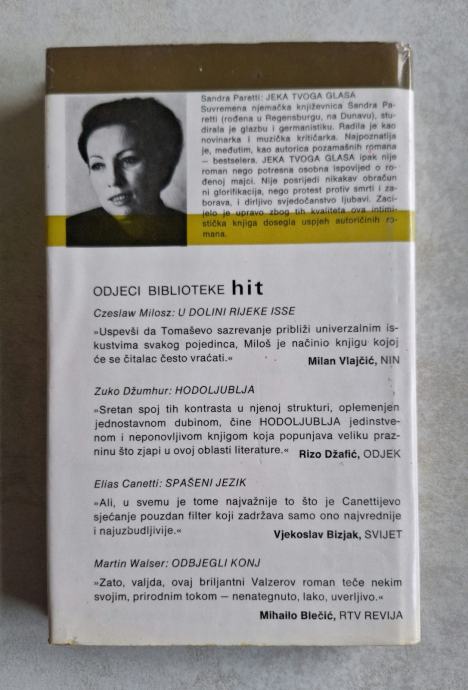 Sandra Paretti: JEKA TVOGA GLASA
Suvremena njemačka književnica Sandra Pa-
retti (rođena u Regensburgu, na Dunavu), stu-
dirala je glazbu i germanistiku. Radila je kao
novinarka i muzička kritičarka. Najpoznatija
je, međutim, kao autorica pozamašnih romana
— bestselera. JEKA TVOGA GLASA ipak nije
roman nego potresna osobna ispovijed o ro-
đenoj majci. Nije posrijedi nikakav obračun
ni glorifikacija, nego protest protiv smrti i za-
borava, i dirljivo svjedočanstvo ljubavi. Zaci-
jelo je upravo zbog tih kvaliteta ova intimi-
stička knjiga dosegla uspjeh autoričinih ro-
mana.
ODJECI BIBLIOTEKE hit
Czeslaw Milosz: U DOLINI RIJEKE ISSE
»Uspevši da Tomaševo sazrevanje približi univerzalnim is-
kustvima svakog pojedinca, Miloš je načinio knjigu kojoj
će se čitalac često vraćati.« Milan Vlajčić, NIN
Zuko Džumhur: HODOLJUBLJA
»Sretan spoj tih kontrasta u njenoj strukturi, oplemenjen
jednostavnom dubinom, čine HODOLJUBLJA jedinstve-
nom i neponovljivom knjigom koja popunjava veliku praz-
ninu što zjapi u ovoj oblasti literature.« Rizo Džafić, ODJEK
Elias Canetti: SPAŠENI JEZIK
»Ali, u svemu je tome najvažnije to što je Canettijevo
sjećanje pouzdan filter koji zadržava samo ono najvrednije
i najuzbudljivije.« Vjekoslav Bizjak, SVIJET
Martin Walser: ODBJEGLI KONJ
»Zato, valjda, ovaj briljantni Valzerov roman teče nekim
svojim, prirodnim tokom — nenategnuto, lako, uverljivo.«
Mihailo Blečić, RTV REVIJA